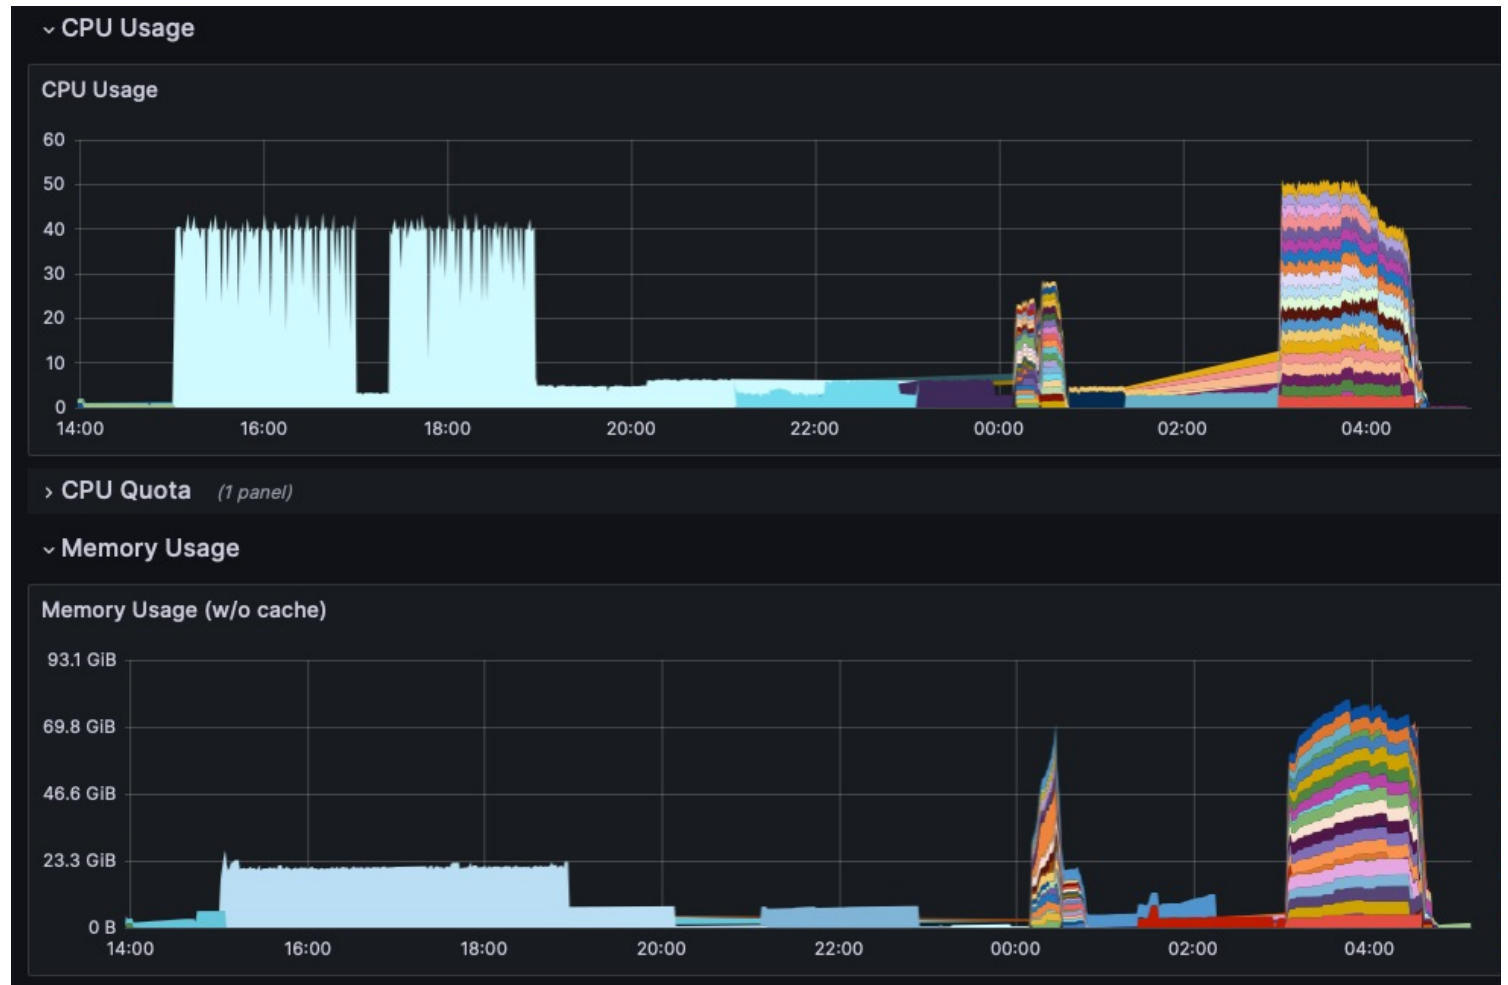 CPU Usage
CPU Usage
60
50
40
30
20
10
0
14:00 16:00 18:00 20:00 22:00 00:00 02:00 04:00
CPU Quota (1 panel)
Memory Usage
Memory Usage (w/o cache)
93.1 GiB
69.8 GiB
46.6 GiB
23.3 GiB
0 B
14:00 16:00 18:00 20:00 22:00 00:00 02:00 04:00